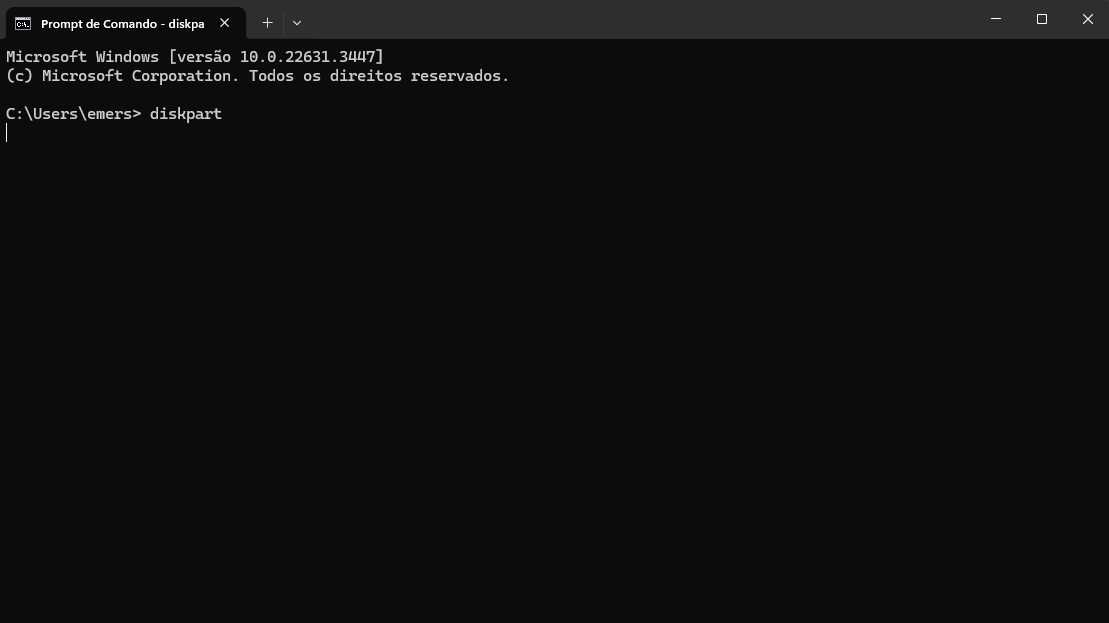 Prompt de Comando - diskpa
Microsoft Windows [versão 10.0.22631.3447]
(c) Microsoft Corporation. Todos os direitos reservados.
C:\Users\emers> diskpart